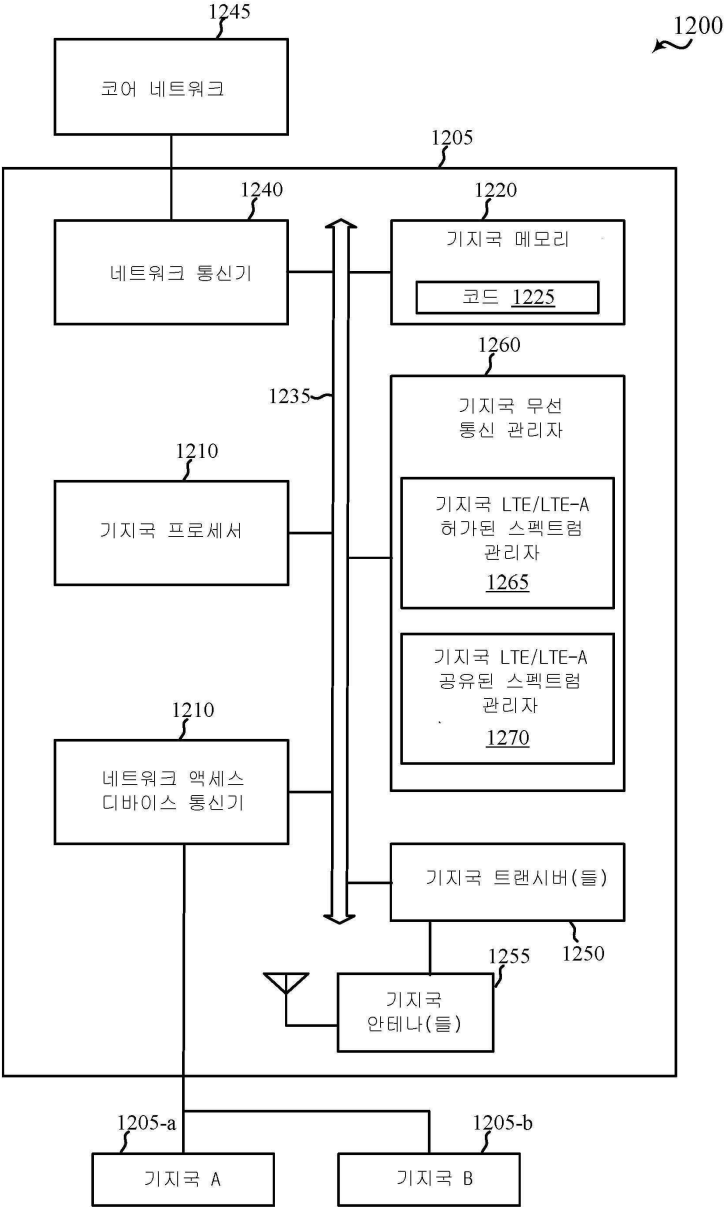 1200
1245
코어 네트워크
1205
1240
네트워크 통신기
1220
기지국 메모리
코드 1225
1235
1260
기지국 무선
통신 관리자
기지국 LTE/LTE-A
허가된 스펙트럼
관리자
1265
기지국 LTE/LTE-A
공유된 스펙트럼
관리자
1270
1210
기지국 프로세서
1210
네트워크 액세스
디바이스 통신기
기지국 트랜시버(들)
1250
1255
기지국
안테나(들)
1205-a
기지국 A
1205-b
기지국 B